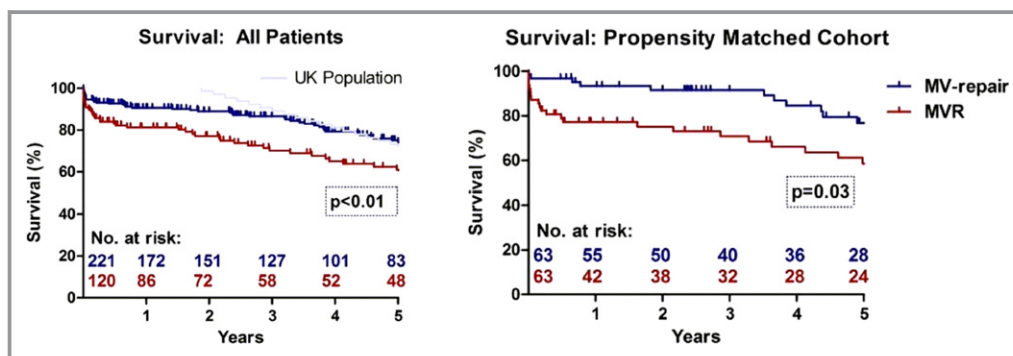 Survival: All Patients
UK Population
100
80
60
40
20
0
Survival (%)
p<0.01
No. at risk:
221 172 151 127 101 83
120 86 72 58 52 48
1 2 3 4 5
Years
Survival: Propensity Matched Cohort
MV-repair
MVR
100
80
60
40
20
0
Survival (%)
p=0.03
No. at risk:
63 55 50 40 36 28
63 42 38 32 28 24
1 2 3 4 5
Years